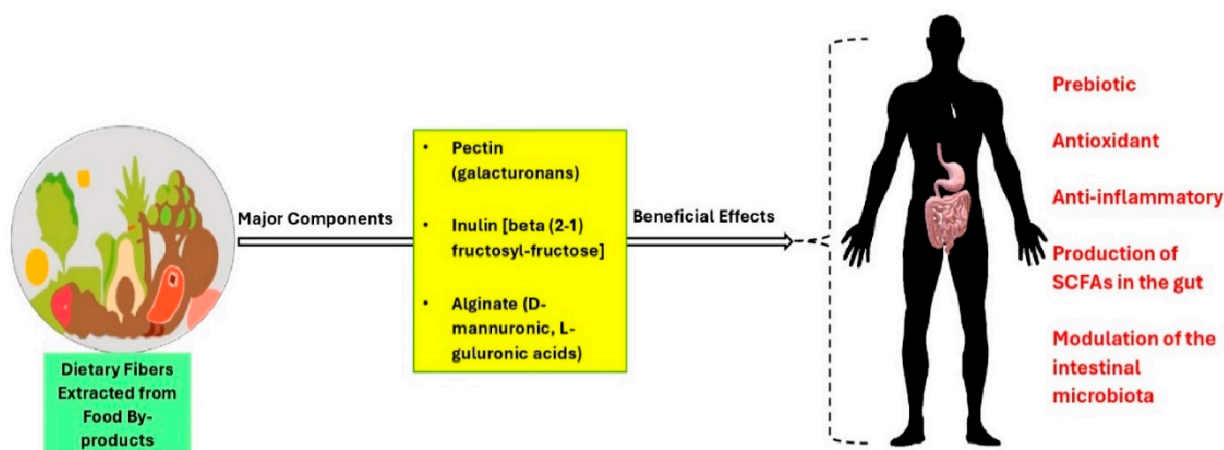 Dietary Fibers
Extracted from
Food By-
products
Major Components
• Pectin
(galacturonans)
• Inulin [beta (2-1)
fructosyl-fructose]
• Alginate (D-
mannuronic, L-
guluronic acids)
Beneficial Effects
Prebiotic
Antioxidant
Anti-inflammatory
Production of
SCFAs in the gut
Modulation of the
intestinal
microbiota